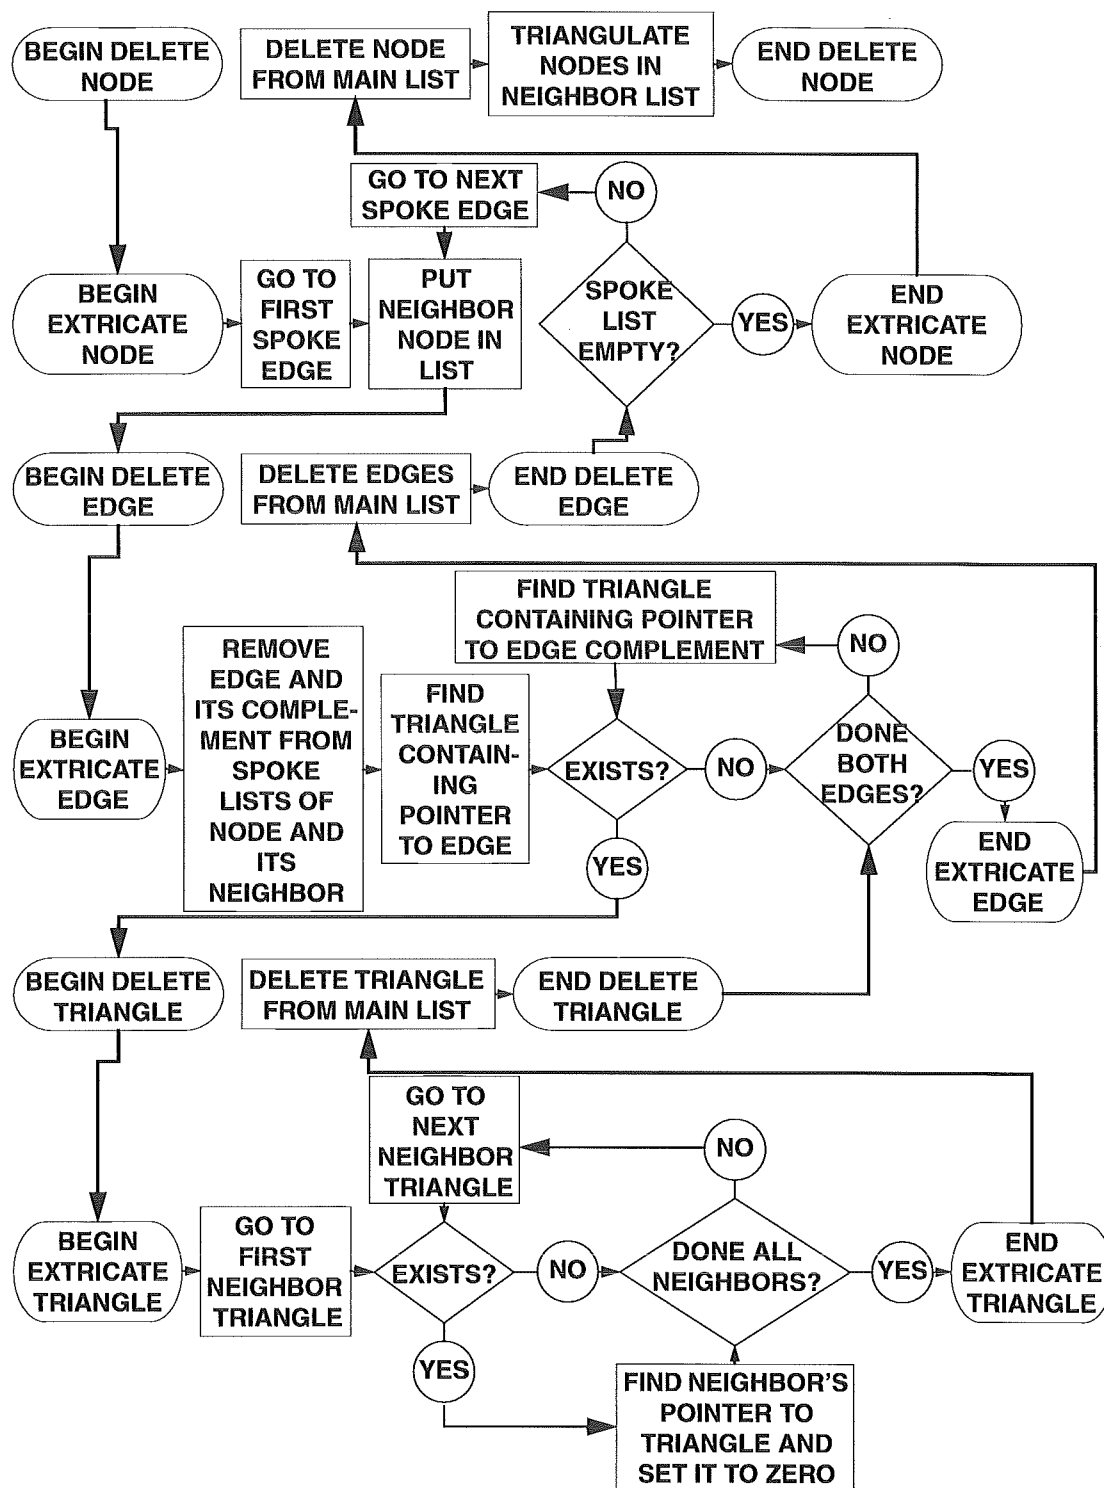 BEGIN DELETE
NODE
DELETE NODE
FROM MAIN LIST
TRIANGULATE
NODES IN
NEIGHBOR LIST
END DELETE
NODE
GO TO NEXT
SPOKE EDGE
NO
BEGIN
EXTRICATE
NODE
GO TO
FIRST
SPOKE
EDGE
PUT
NEIGHBOR
NODE IN
LIST
SPOKE
LIST
EMPTY?
YES
END
EXTRICATE
NODE
BEGIN DELETE
EDGE
DELETE EDGES
FROM MAIN LIST
END DELETE
EDGE
FIND TRIANGLE
CONTAINING POINTER
TO EDGE COMPLEMENT
NO
BEGIN
EXTRICATE
EDGE
REMOVE
EDGE AND
ITS COMPLE-
MENT FROM
SPOKE
LISTS OF
NODE AND
ITS
NEIGHBOR
FIND
TRIANGLE
CONTAIN-
ING
POINTER
TO EDGE
EXISTS?
NO
DONE
BOTH
EDGES?
YES
YES
END
EXTRICATE
EDGE
BEGIN DELETE
TRIANGLE
DELETE TRIANGLE
FROM MAIN LIST
END DELETE
TRIANGLE
GO TO
NEXT
NEIGHBOR
TRIANGLE
NO
BEGIN
EXTRICATE
TRIANGLE
GO TO
FIRST
NEIGHBOR
TRIANGLE
EXISTS?
NO
DONE ALL
NEIGHBORS?
YES
END
EXTRICATE
TRIANGLE
YES
FIND NEIGHBOR'S
POINTER TO
TRIANGLE AND
SET IT TO ZERO